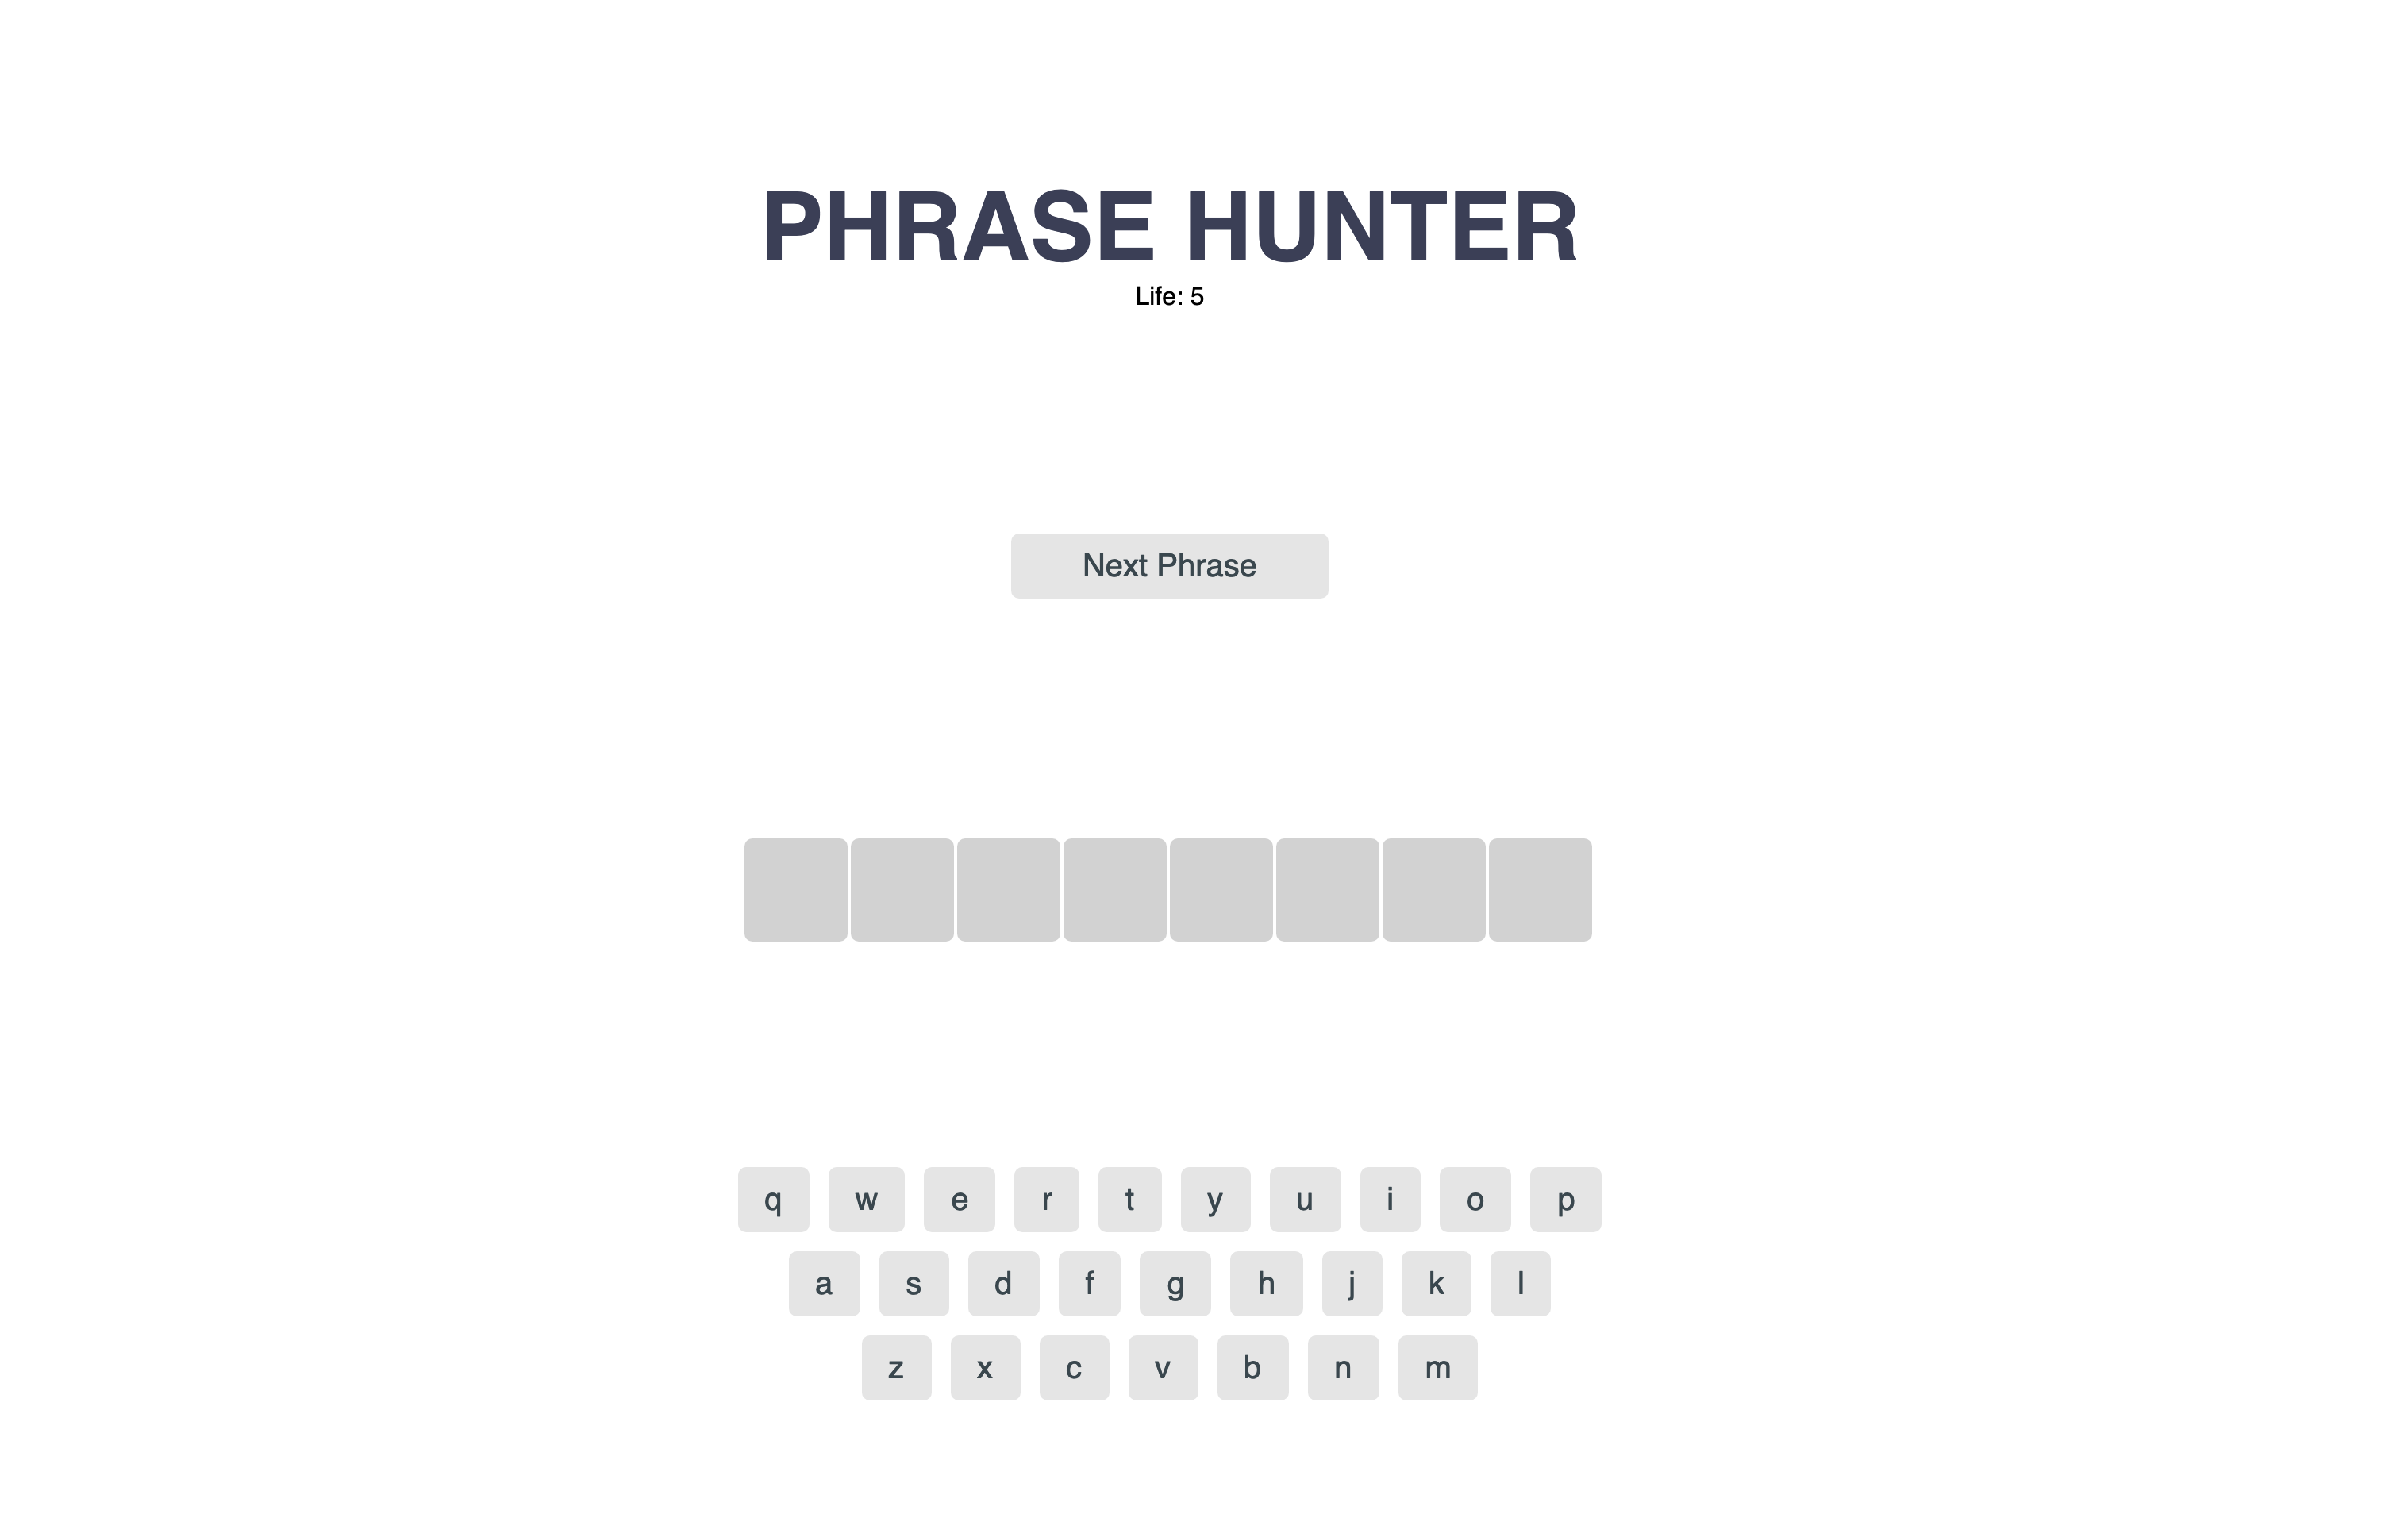 PHRASE HUNTER
Life: 5
Next Phrase
q w e r t y u i o p
a s d f g h j k l
z x c v b n m